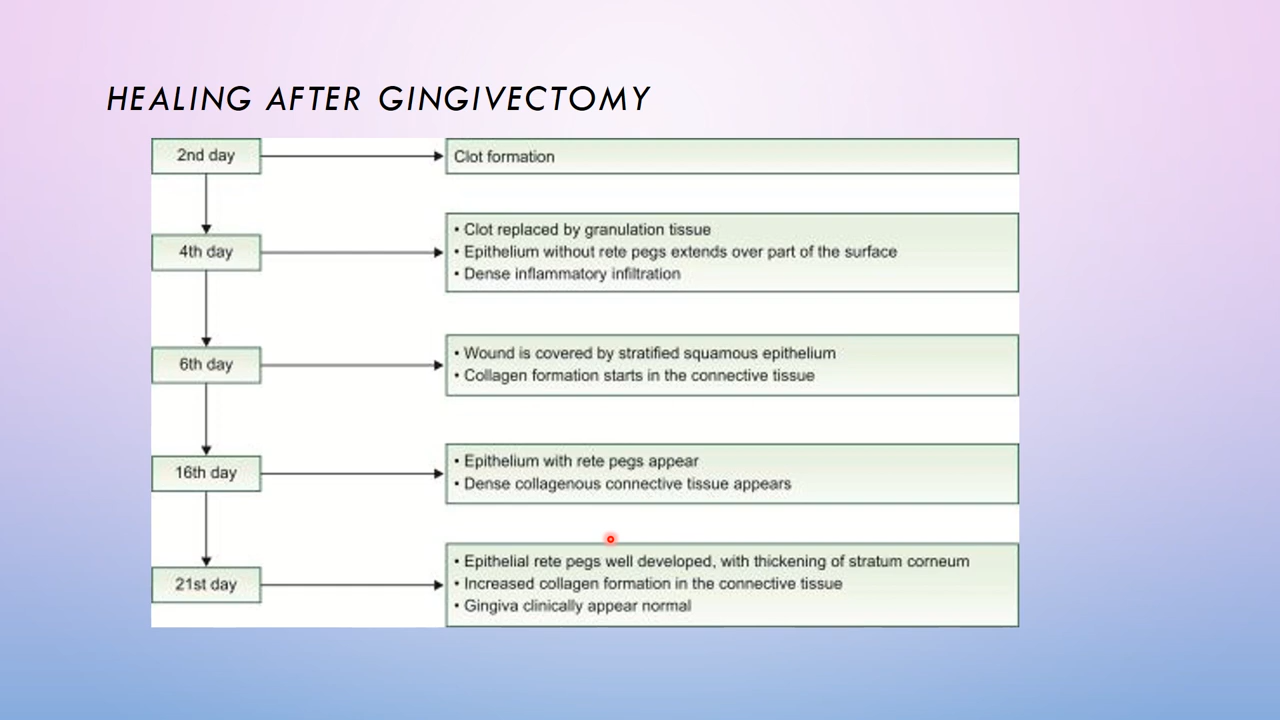 HEALING AFTER GINGIVECTOMY
2nd day
Clot formation
4th day
• Clot replaced by granulation tissue
• Epithelium without rete pegs extends over part of the surface
• Dense inflammatory infiltration
6th day
• Wound is covered by stratified squamous epithelium
• Collagen formation starts in the connective tissue
16th day
• Epithelium with rete pegs appear
• Dense collagenous connective tissue appears
21st day
• Epithelial rete pegs well developed, with thickening of stratum corneum
• Increased collagen formation in the connective tissue
• Gingiva clinically appear normal